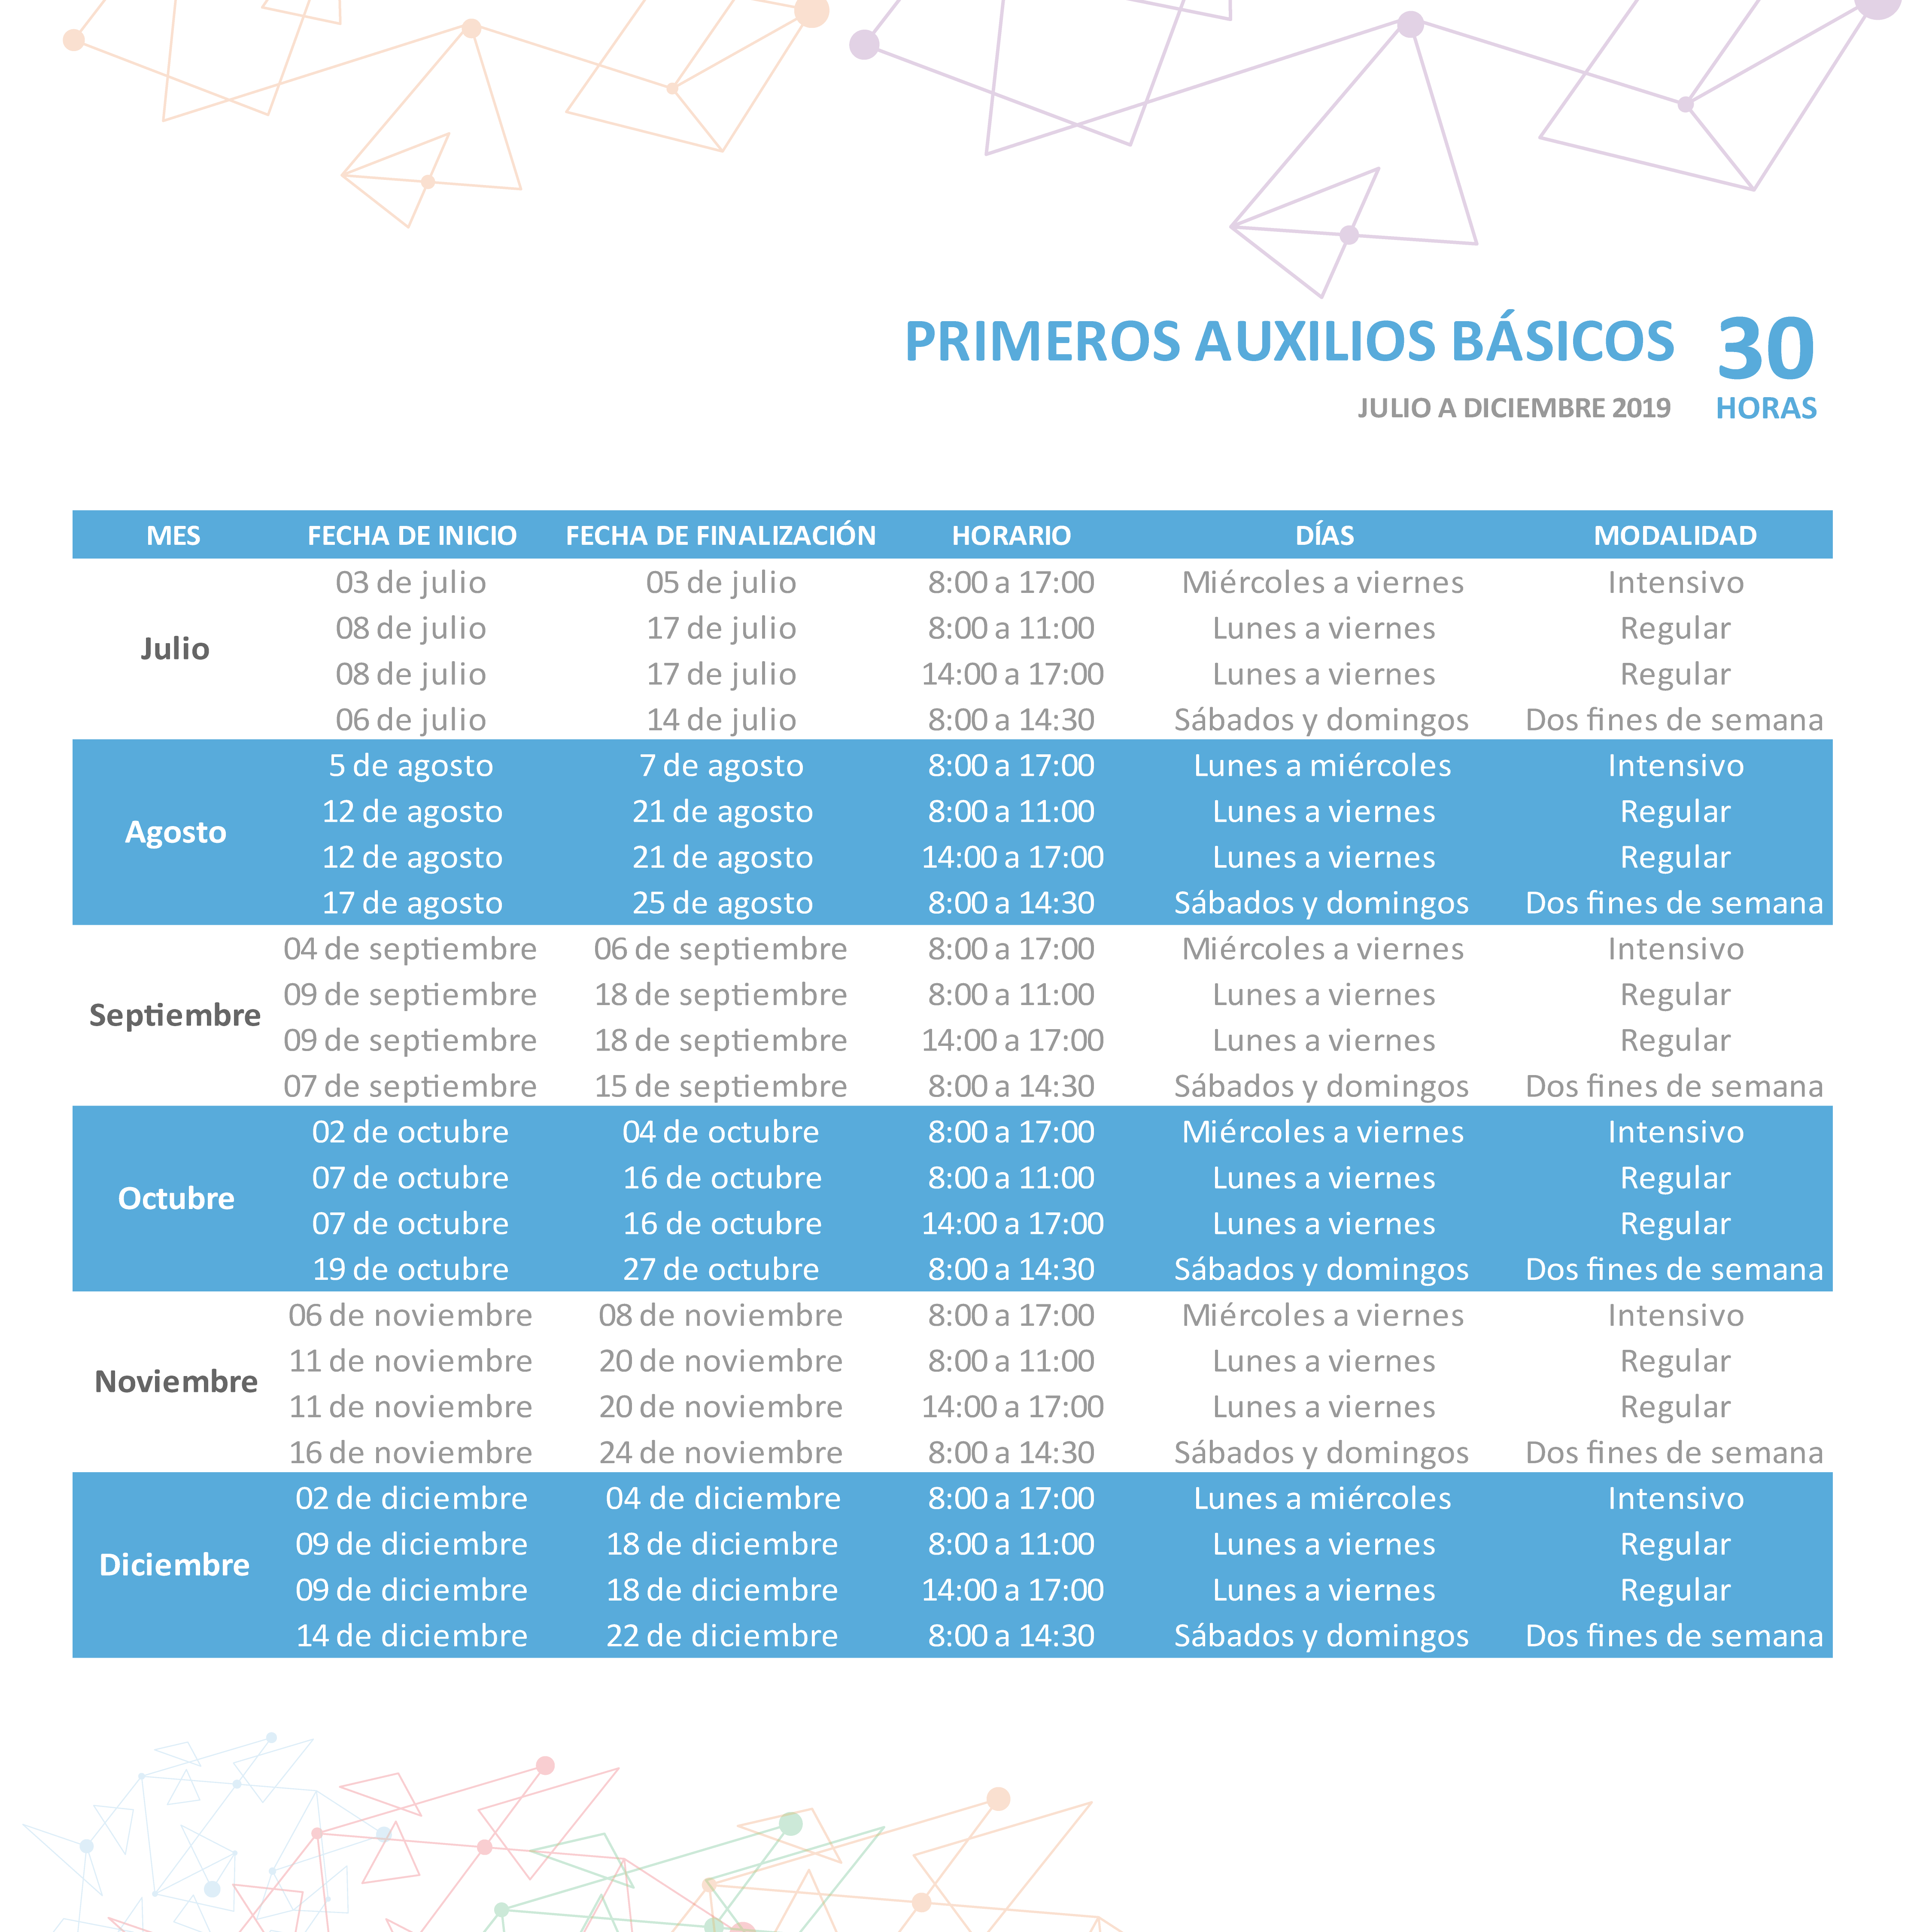 PRIMEROS AUXILIOS BÁSICOS 30
JULIO A DICIEMBRE 2019 HORAS
MES FECHA DE INICIO FECHA DE FINALIZACIÓN HORARIO DÍAS MODALIDAD
Julio
03 de julio 05 de julio 8:00 a 17:00 Miércoles a viernes Intensivo
08 de julio 17 de julio 8:00 a 11:00 Lunes a viernes Regular
08 de julio 17 de julio 14:00 a 17:00 Lunes a viernes Regular
06 de julio 14 de julio 8:00 a 14:30 Sábados y domingos Dos fines de semana
Agosto
5 de agosto 7 de agosto 8:00 a 17:00 Lunes a miércoles Intensivo
12 de agosto 21 de agosto 8:00 a 11:00 Lunes a viernes Regular
12 de agosto 21 de agosto 14:00 a 17:00 Lunes a viernes Regular
17 de agosto 25 de agosto 8:00 a 14:30 Sábados y domingos Dos fines de semana
Septiembre
04 de septiembre 06 de septiembre 8:00 a 17:00 Miércoles a viernes Intensivo
09 de septiembre 18 de septiembre 8:00 a 11:00 Lunes a viernes Regular
09 de septiembre 18 de septiembre 14:00 a 17:00 Lunes a viernes Regular
07 de septiembre 15 de septiembre 8:00 a 14:30 Sábados y domingos Dos fines de semana
Octubre
02 de octubre 04 de octubre 8:00 a 17:00 Miércoles a viernes Intensivo
07 de octubre 16 de octubre 8:00 a 11:00 Lunes a viernes Regular
07 de octubre 16 de octubre 14:00 a 17:00 Lunes a viernes Regular
19 de octubre 27 de octubre 8:00 a 14:30 Sábados y domingos Dos fines de semana
Noviembre
06 de noviembre 08 de noviembre 8:00 a 17:00 Miércoles a viernes Intensivo
11 de noviembre 20 de noviembre 8:00 a 11:00 Lunes a viernes Regular
11 de noviembre 20 de noviembre 14:00 a 17:00 Lunes a viernes Regular
16 de noviembre 24 de noviembre 8:00 a 14:30 Sábados y domingos Dos fines de semana
Diciembre
02 de diciembre 04 de diciembre 8:00 a 17:00 Lunes a miércoles Intensivo
09 de diciembre 18 de diciembre 8:00 a 11:00 Lunes a viernes Regular
09 de diciembre 18 de diciembre 14:00 a 17:00 Lunes a viernes Regular
14 de diciembre 22 de diciembre 8:00 a 14:30 Sábados y domingos Dos fines de semana